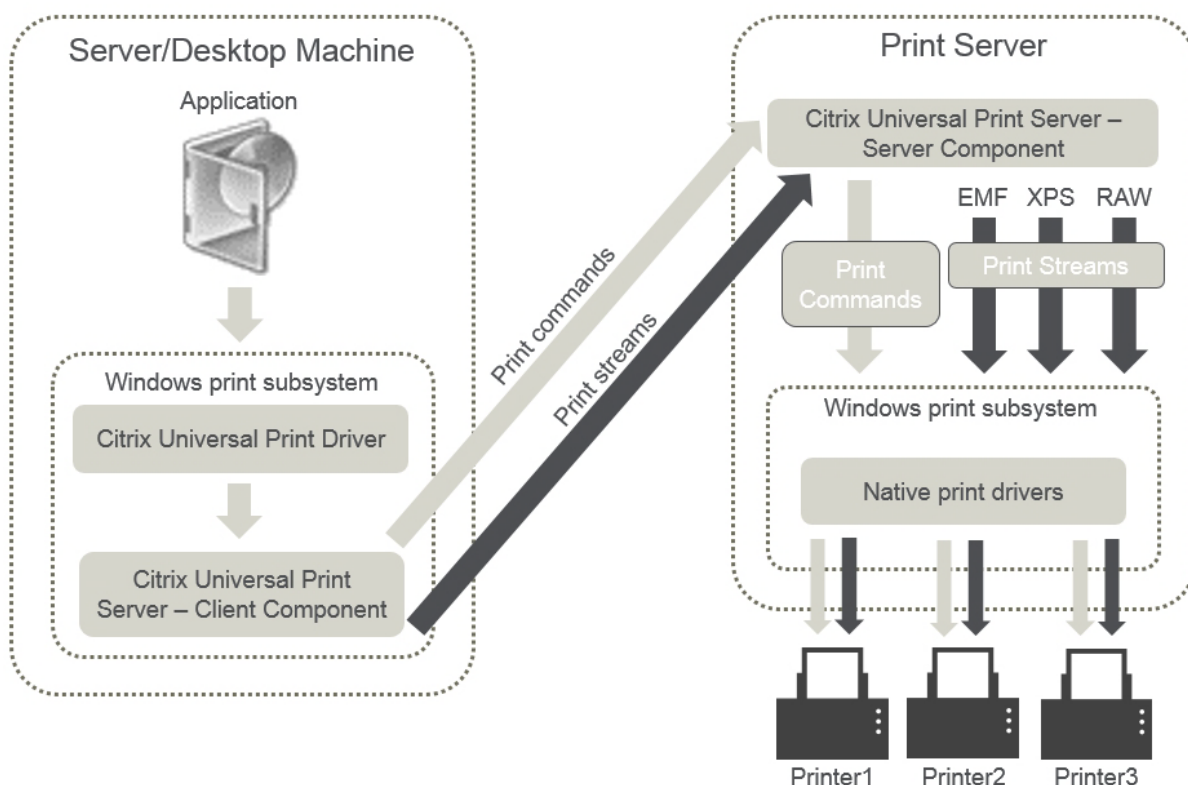 Server/Desktop Machine
Application
Windows print subsystem
Citrix Universal Print Driver
Citrix Universal Print
Server – Client Component
Print commands
Print streams
Print Server
Citrix Universal Print Server –
Server Component
EMF XPS RAW
Print
Commands
Print Streams
Windows print subsystem
Native print drivers
Printer1 Printer2 Printer3